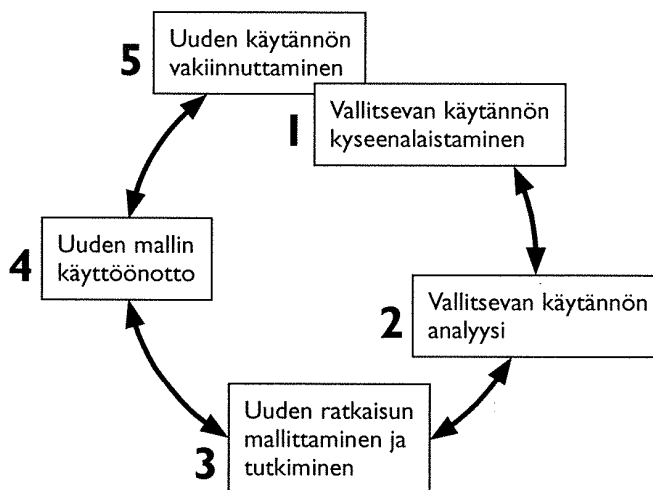 5
Uuden käytännön
vakiinnuttaminen
1
Vallitsevan käytännön
kyseenalaistaminen
4
Uuden mallin
käyttöönotto
2
Vallitsevan käytännön
analyysi
3
Uuden ratkaisun
mallittaminen ja
tutkiminen